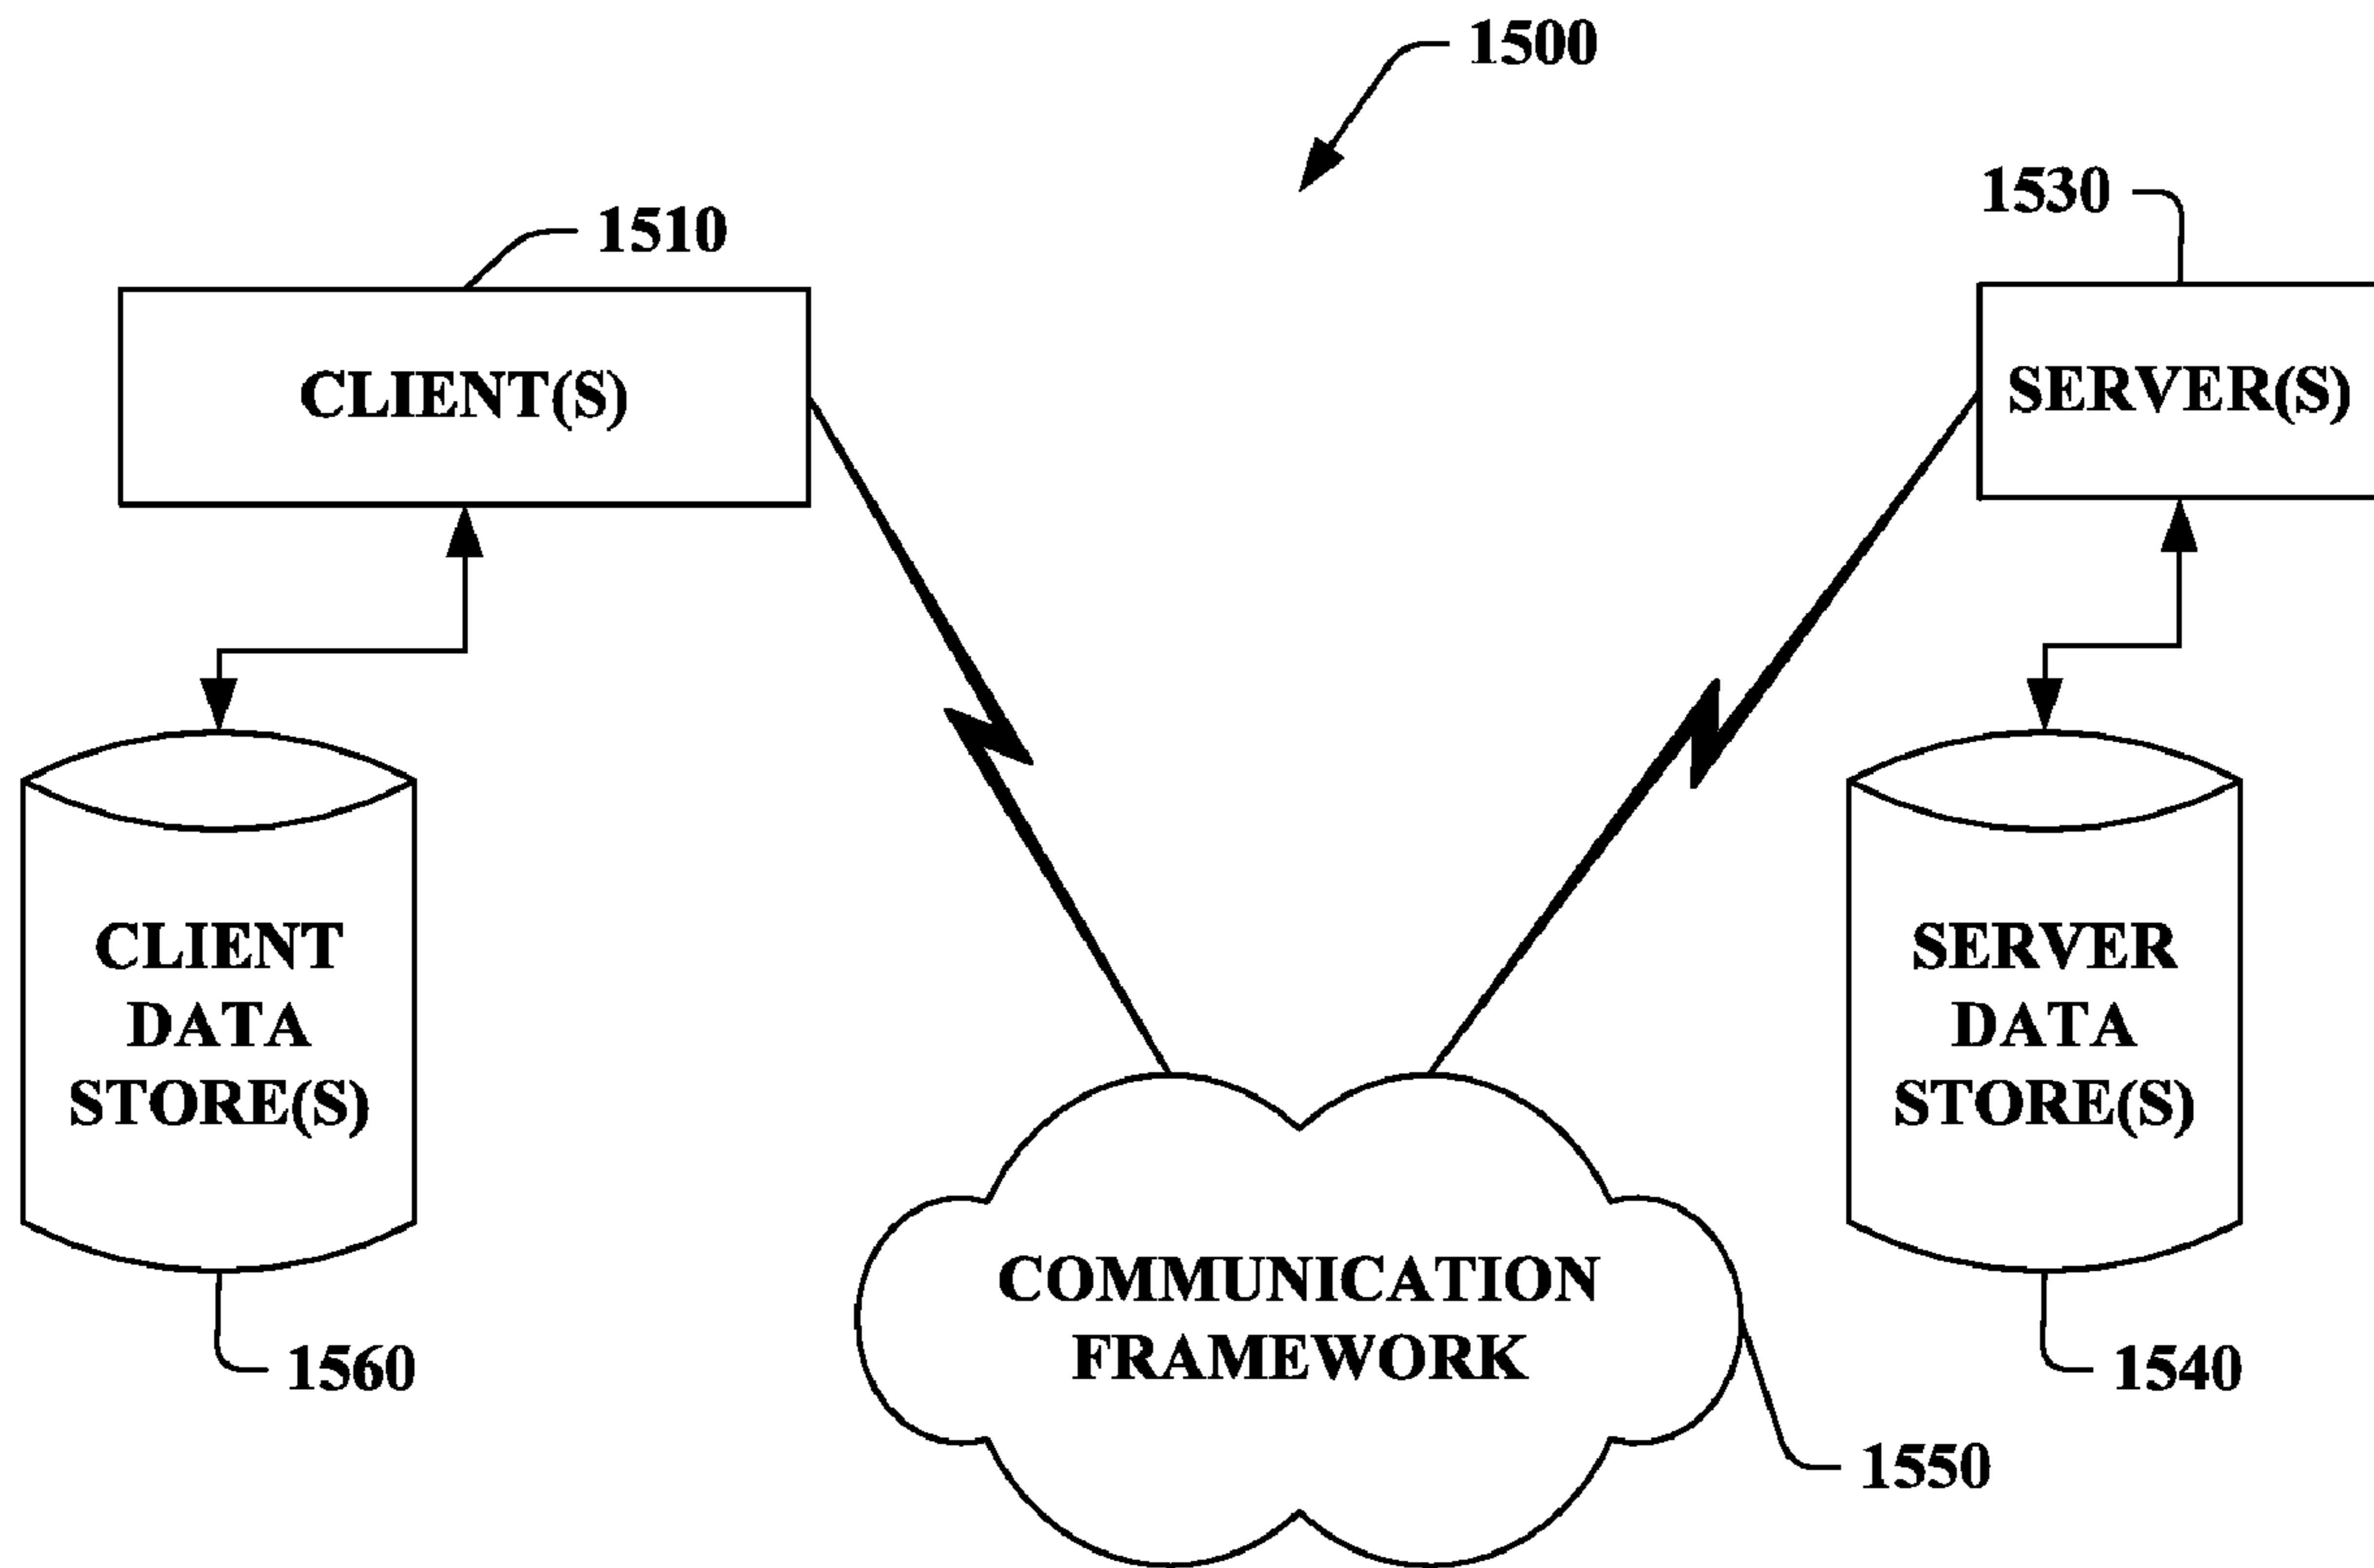 1500
1510
1530
CLIENT(S)
SERVER(S)
CLIENT
DATA
STORE(S)
SERVER
DATA
STORE(S)
COMMUNICATION
FRAMEWORK
1560
1540
1550